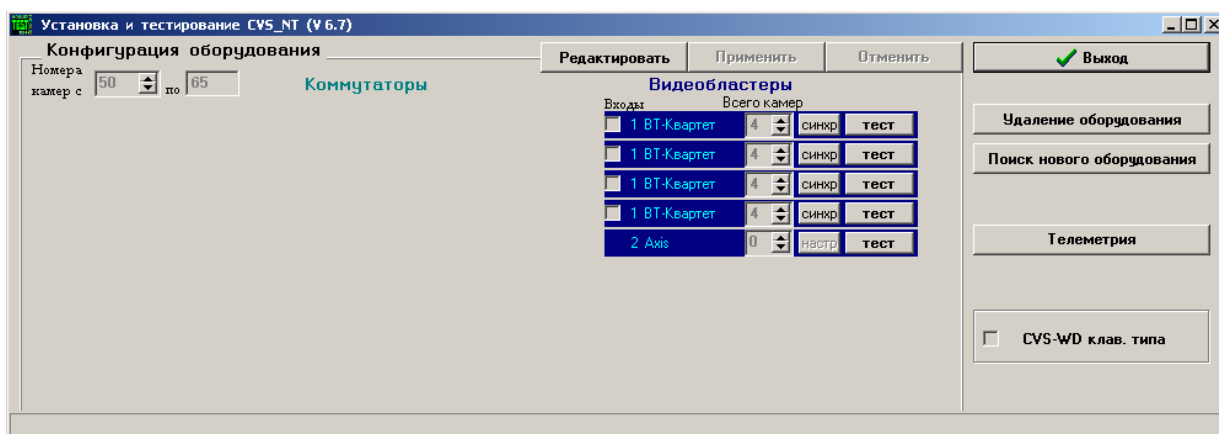 Установка и тестирование CVS_NT (V 6.7)
Конфигурация оборудования
Редактировать Применить Отменить Выход
Номера
камер с 50 по 65
Коммутаторы
Видеобластеры
Входы Всего камер
1 ВТ-Квартет 4 синхр тест
1 ВТ-Квартет 4 синхр тест
1 ВТ-Квартет 4 синхр тест
1 ВТ-Квартет 4 синхр тест
2 Axis 0 настр тест
Удаление оборудования
Поиск нового оборудования
Телеметрия
CVS-WD клав. типа